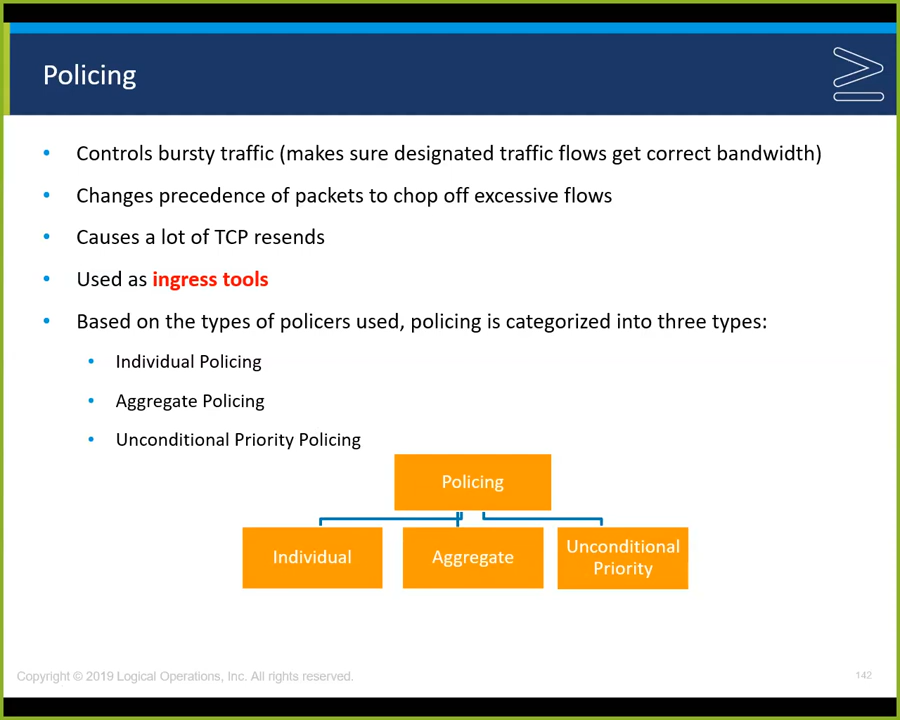 Policing
Controls bursty traffic (makes sure designated traffic flows get correct bandwidth)
Changes precedence of packets to chop off excessive flows
Causes a lot of TCP resends
Used as ingress tools
Based on the types of policers used, policing is categorized into three types:
Individual Policing
Aggregate Policing
Unconditional Priority Policing
Policing
Individual
Aggregate
Unconditional
Priority
Copyright © 2019 Logical Operations, Inc. All rights reserved.
142